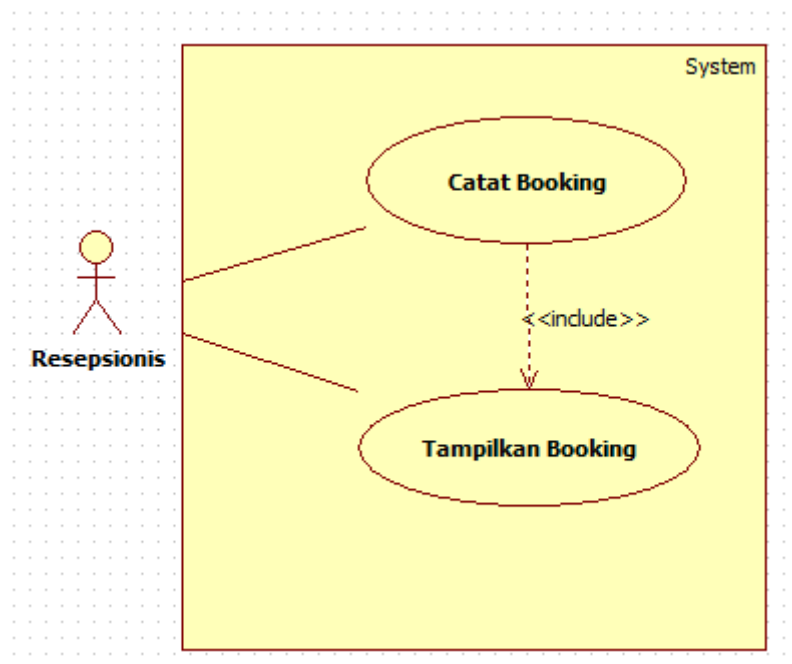 System
Catat Booking
<<include>>
Resepsionis
Tampilkan Booking